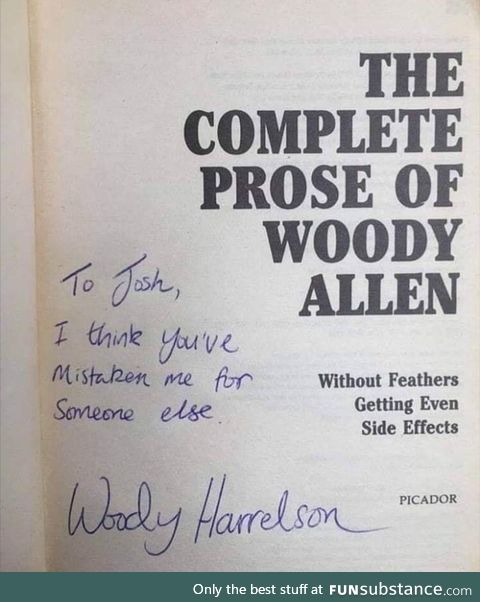 THE
COMPLETE
PROSE OF
WOODY
ALLEN
To Josh,
I think you've
Mistaken me for
Someone else.
Without Feathers
Getting Even
Side Effects
Woody Harrelson
PICADOR
Only the best stuff at FUNsubstance.com